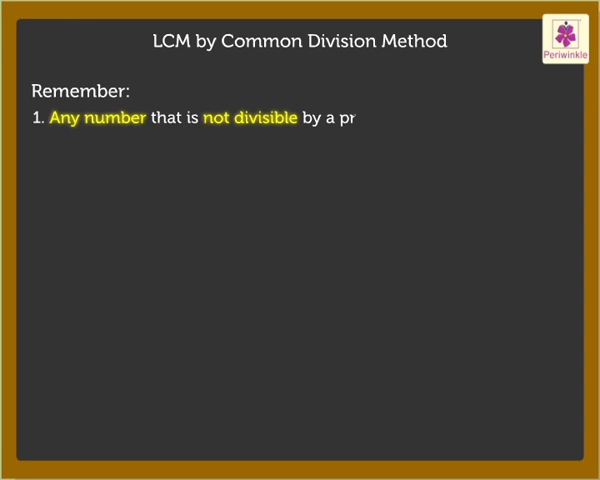 LCM by Common Division Method
Periwinkle
Remember:
1. Any number that is not divisible by a pr